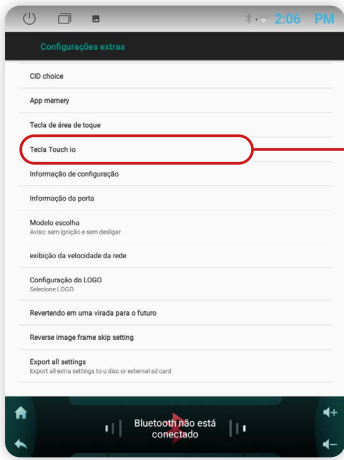 2:06 PM
Configurações extras
CID choice
App memery
Tecla de área de toque
Tecla Touch io
Informação de configuração
Informação da porta
Modelo escolha
Aviso: sem ignição e sem desligar
exibição da velocidade da rede
Configuração do LOGO
Selecione LOGO
Revertendo em uma virada para o futuro
Reverse image frame skip setting
Export all settings
Export all extra settings to u disc or external sd card
Bluetooth não está
conectado